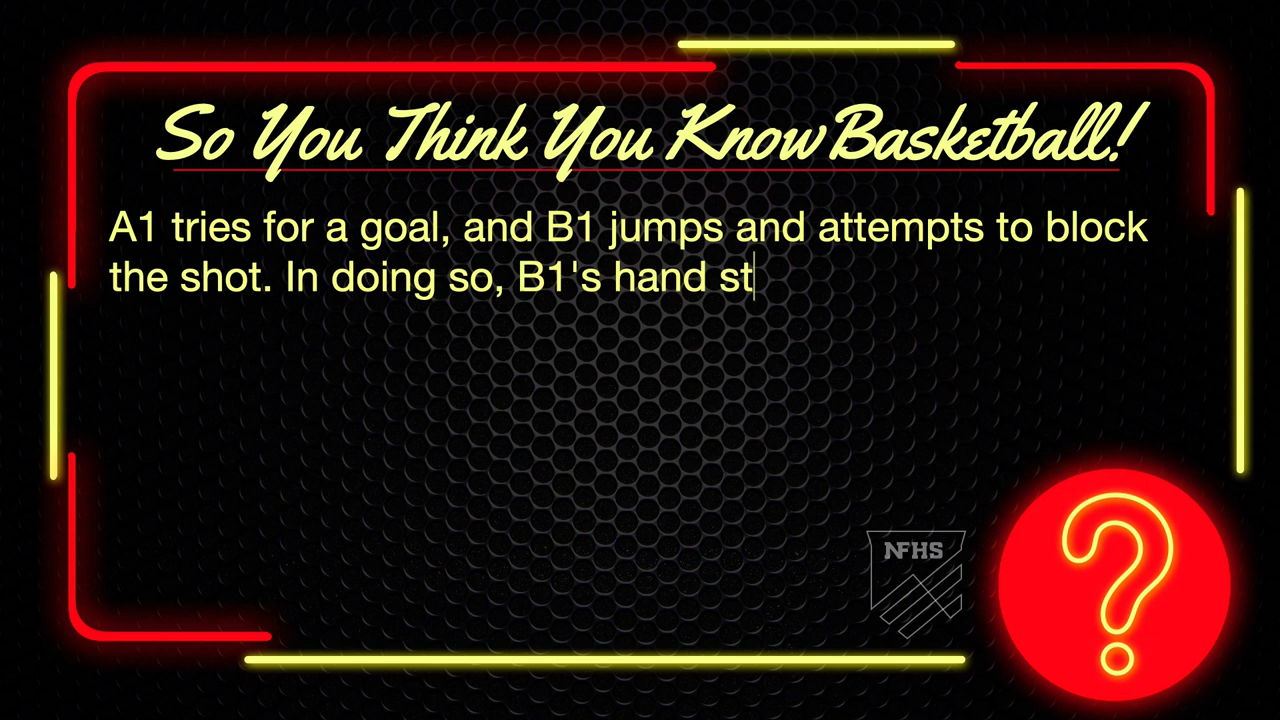 So You Think You Know Basketball!
A1 tries for a goal, and B1 jumps and attempts to block
the shot. In doing so, B1's hand st
NFHS
?